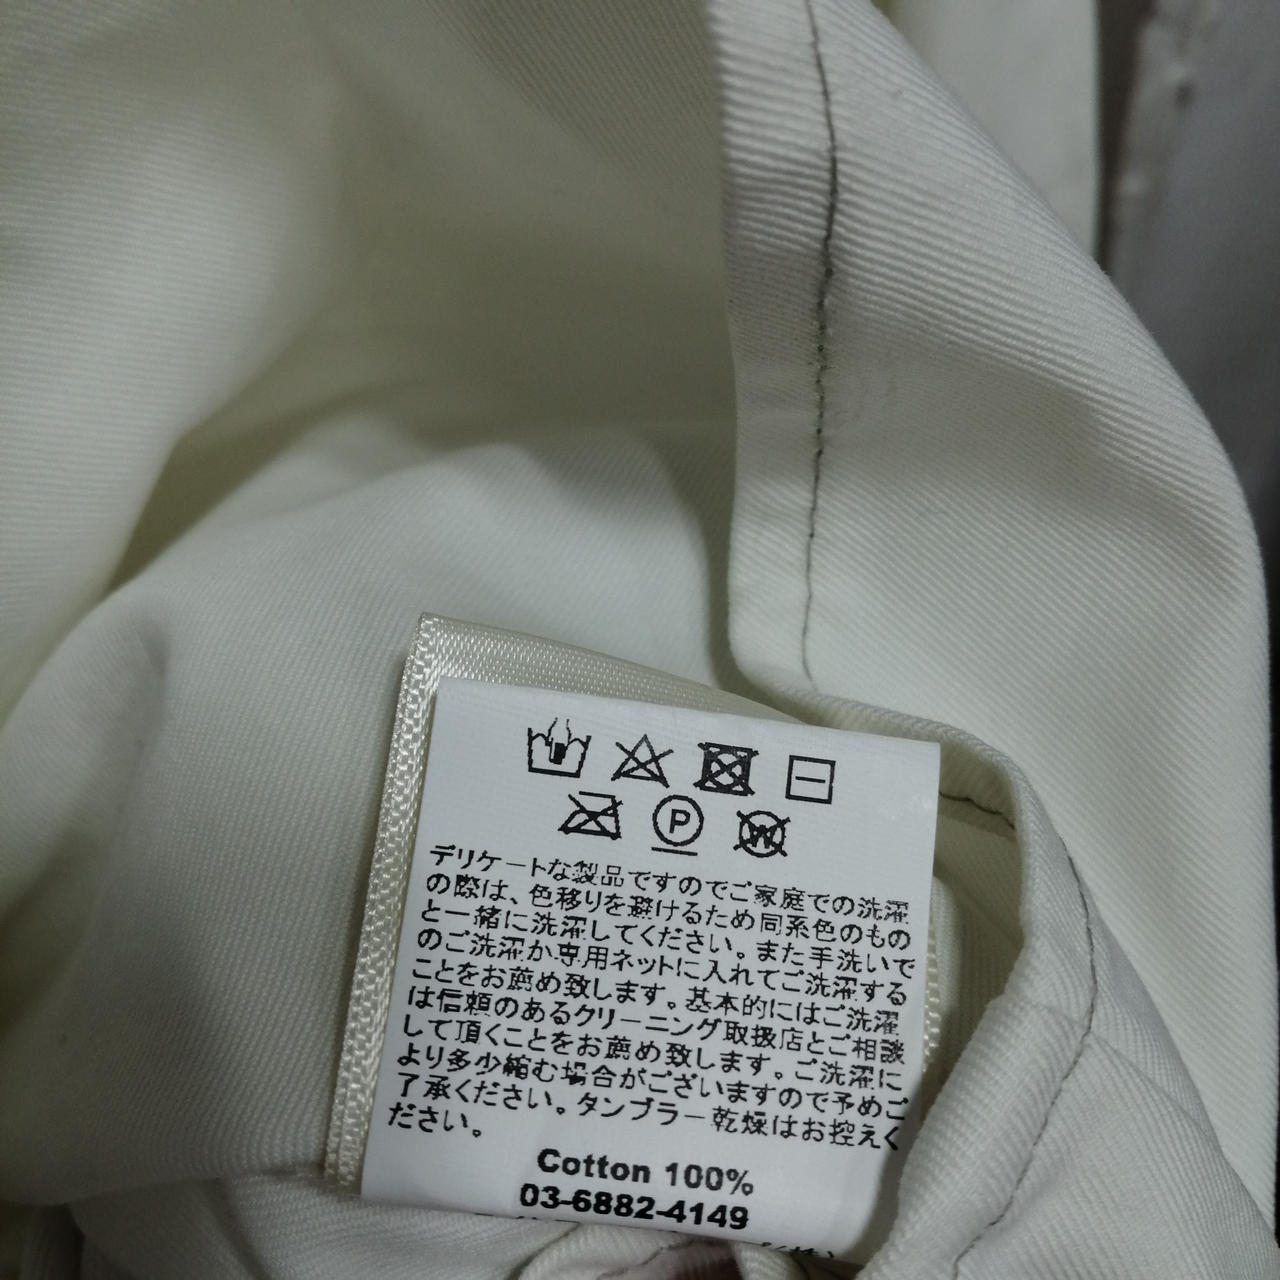 P
W
デリケートな製品ですのでご家庭での洗濯
の際は、色移りを避けるため同系色のもの
と一緒に洗濯してください。また手洗いで
のご洗濯か専用ネットに入れてご洗濯する
ことをお薦め致します。基本的にはご洗濯
は信頼のあるクリーニング取扱店とご相談
して頂くことをお薦め致します。ご洗濯に
より多少縮む場合がございますので予めご
了承ください。タンブラー乾燥はお控えく
ださい。
Cotton 100%
03-6882-4149